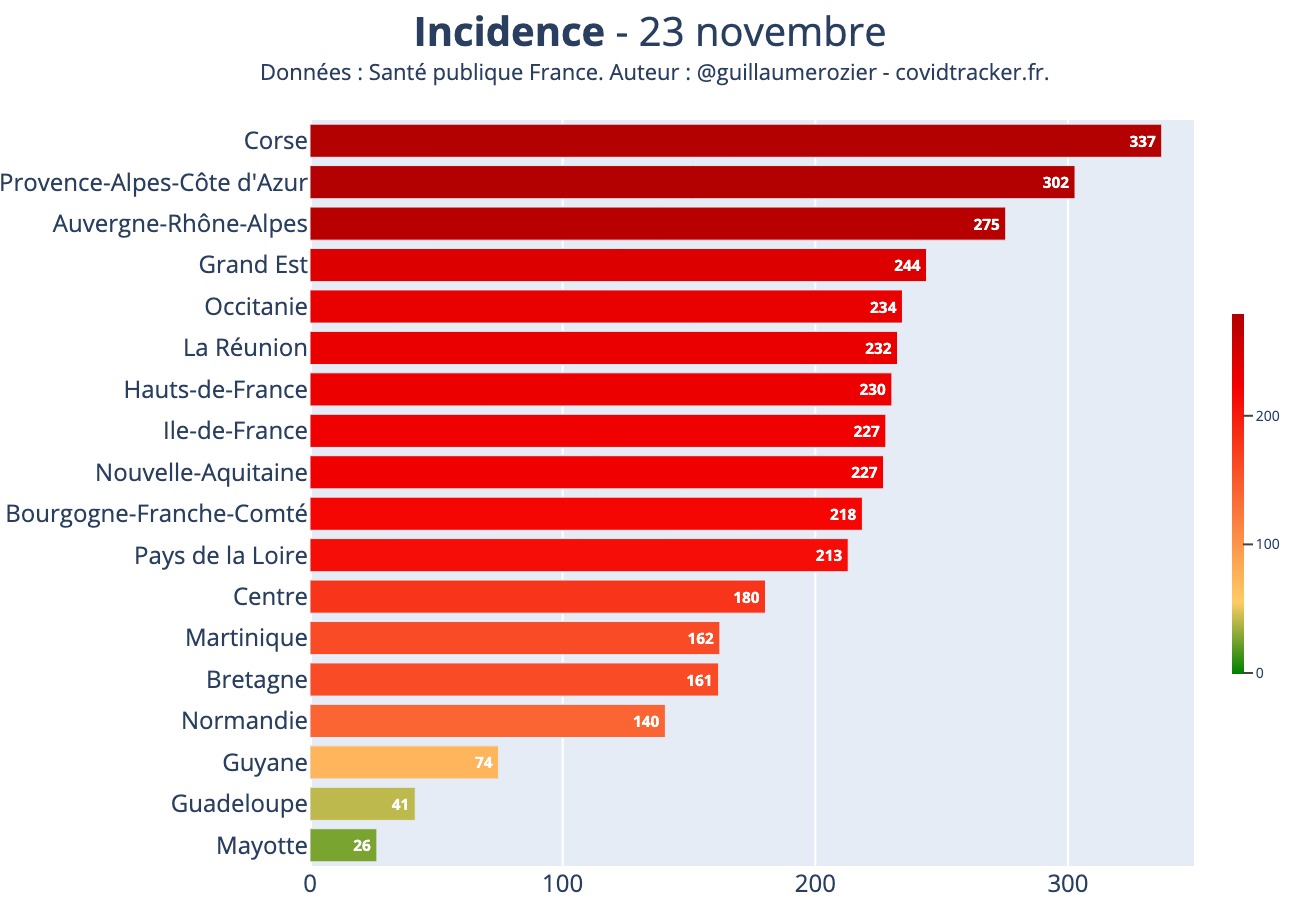 Incidence - 23 novembre
Données : Santé publique France. Auteur : @guillaumerozier - covidtracker.fr.
Corse 337
Provence-Alpes-Côte d'Azur 302
Auvergne-Rhône-Alpes 275
Grand Est 244
Occitanie 234
La Réunion 232
Hauts-de-France 230
Ile-de-France 227
Nouvelle-Aquitaine 227
Bourgogne-Franche-Comté 218
Pays de la Loire 213
Centre 180
Martinique 162
Bretagne 161
Normandie 140
Guyane 74
Guadeloupe 41
Mayotte 26
0 100 200 300
200
100
0